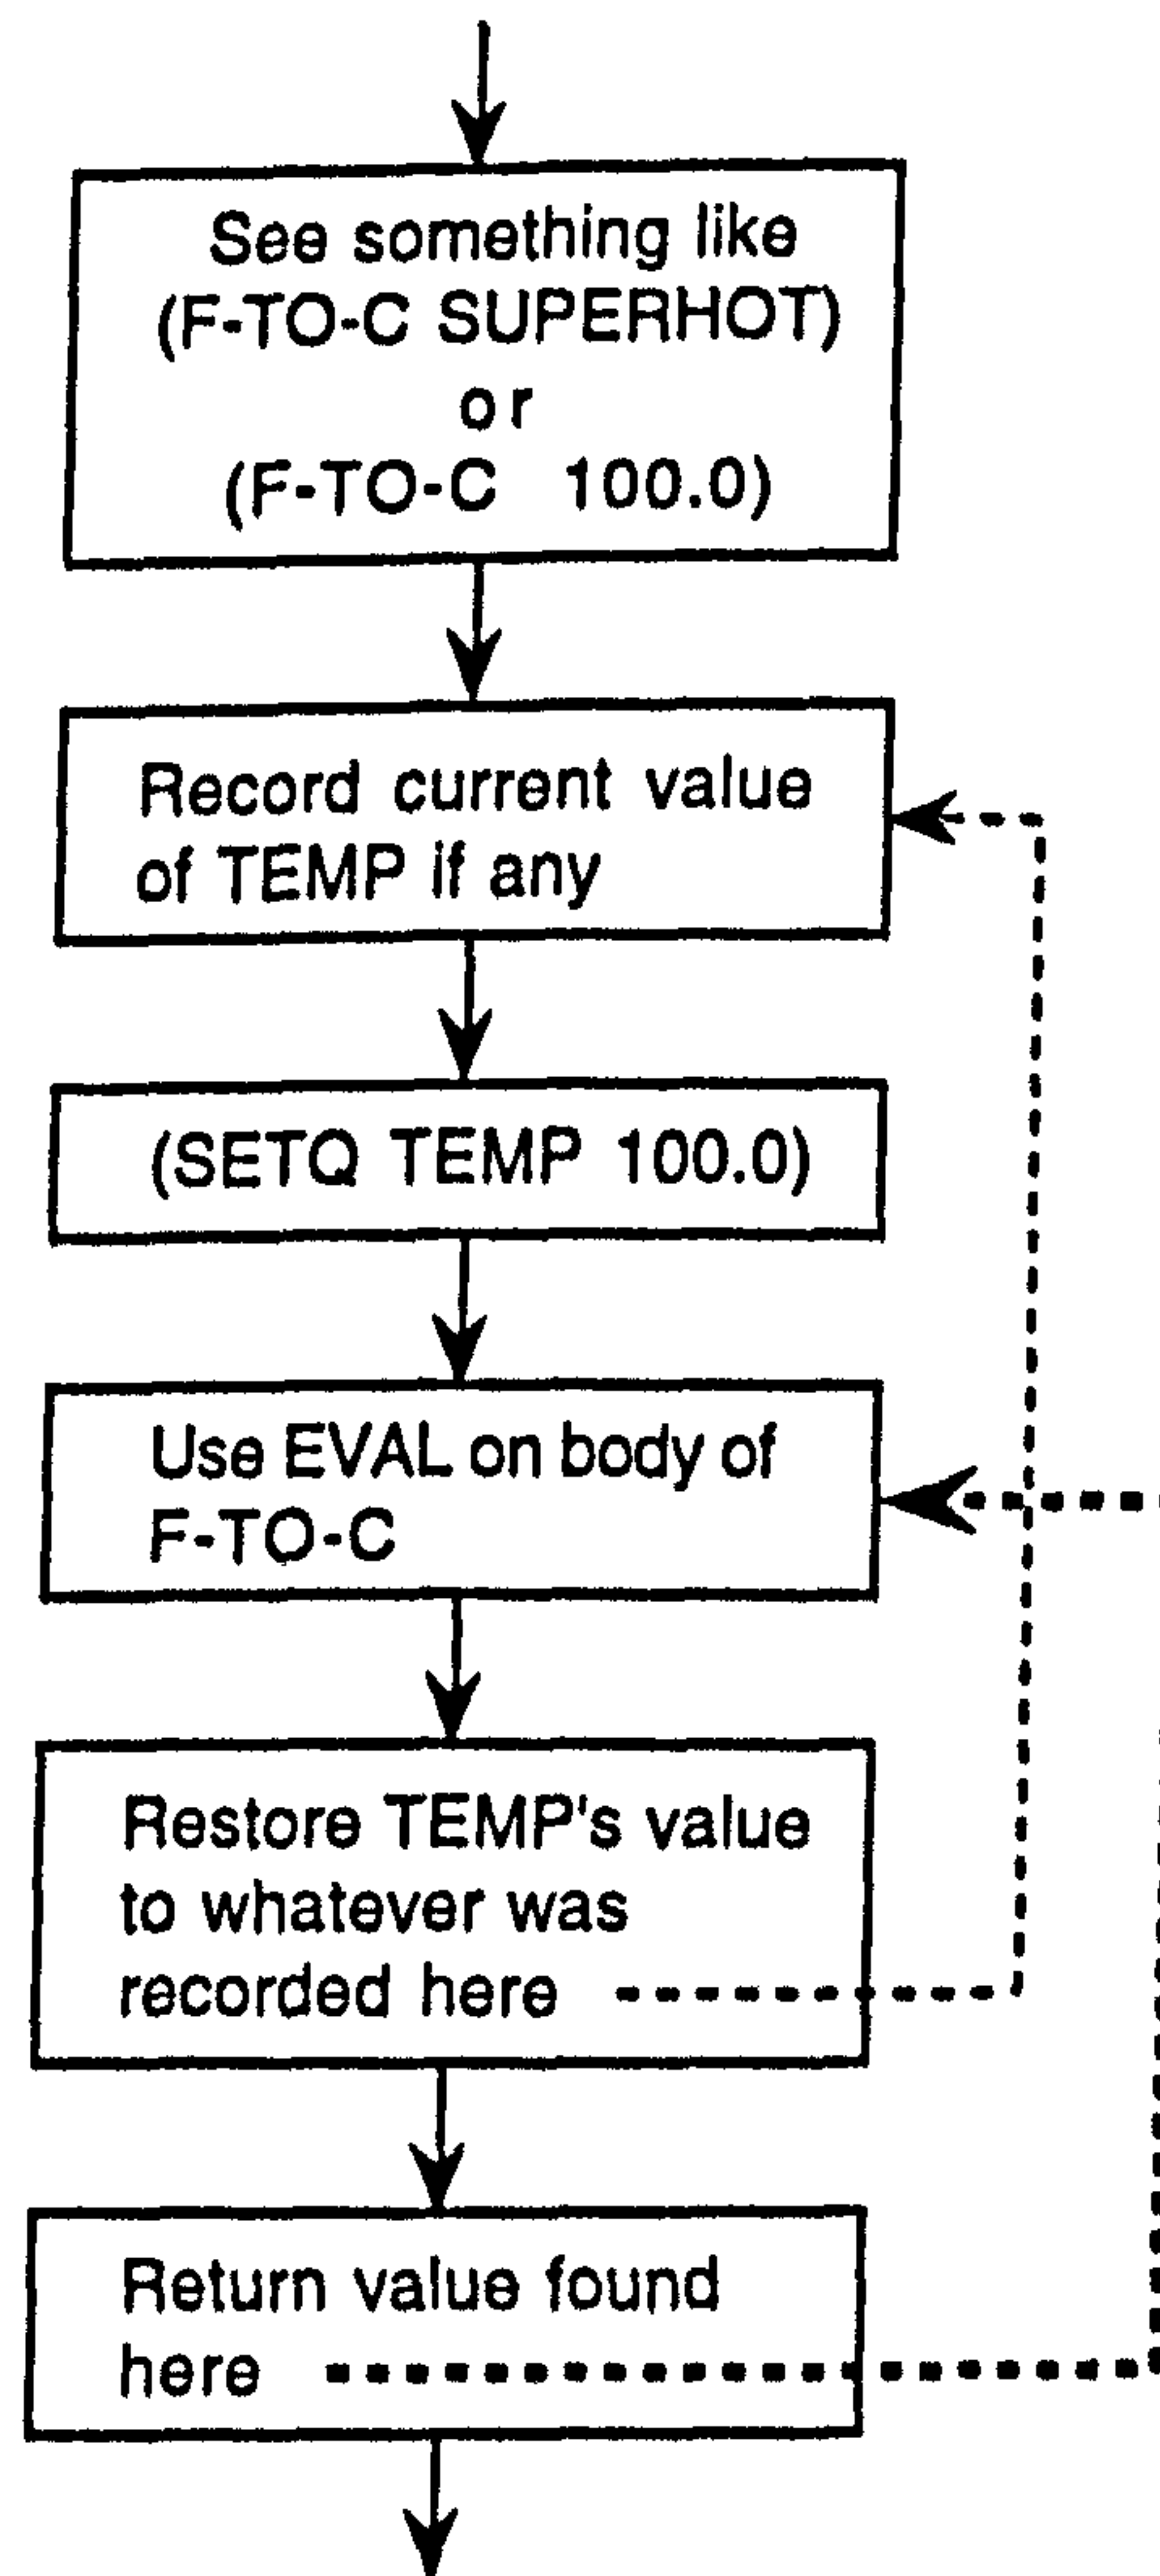 See something like
(F-TO-C SUPERHOT)
or
(F-TO-C 100.0)
Record current value
of TEMP if any
(SETQ TEMP 100.0)
Use EVAL on body of
F-TO-C
Restore TEMP's value
to whatever was
recorded here
Return value found
here